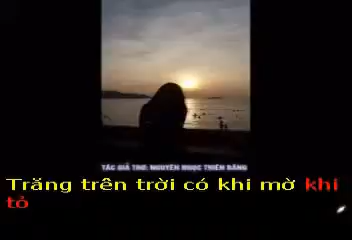 TÁC GIẢ THƠ: NGUYỄN NGỌC THIÊN BĂNG
Trăng trên trời có khi mờ khi
tỏ